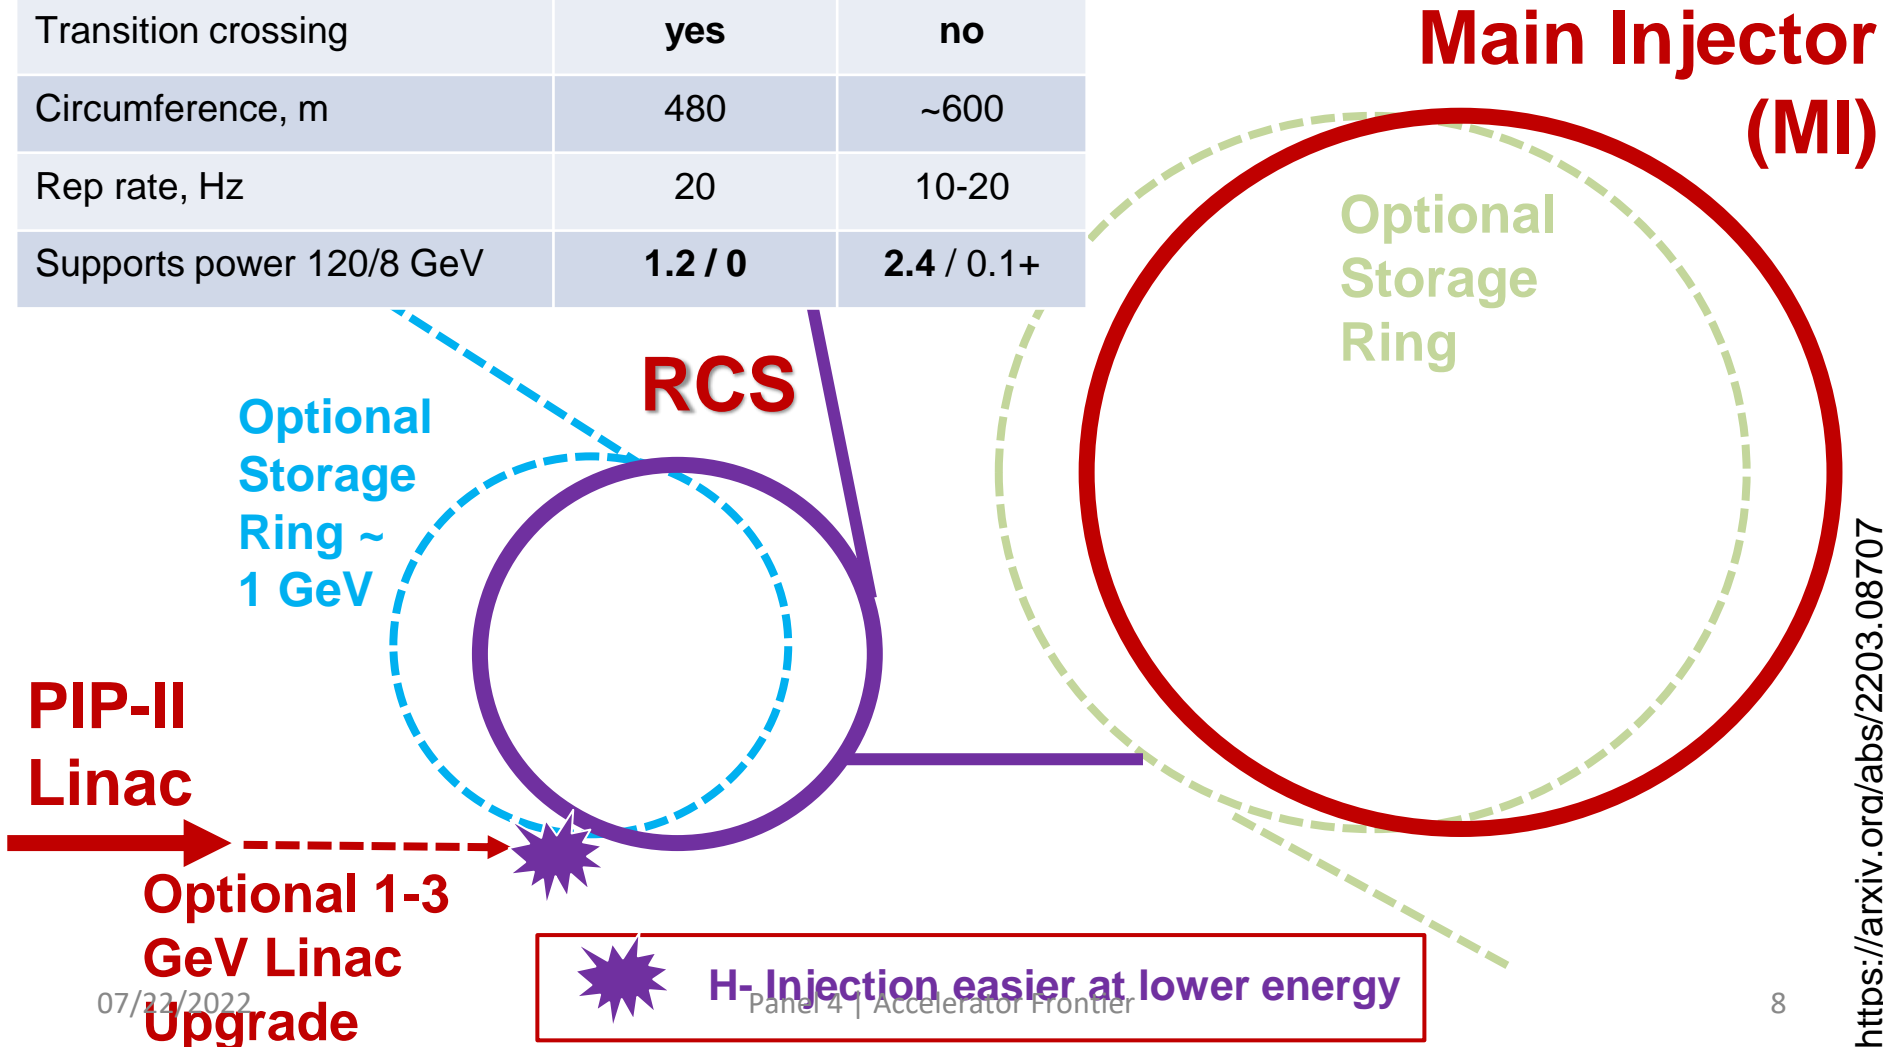 Transition crossing yes no
Circumference, m 480 ~600
Rep rate, Hz 20 10-20
Supports power 120/8 GeV 1.2 / 0 2.4 / 0.1+
Main Injector
(MI)
Optional
Storage
Ring
RCS
Optional
Storage
Ring ~
1 GeV
PIP-II
Linac
Optional 1-3
GeV Linac
Upgrade
H- Injection easier at lower energy
07/22/2022
Panel 4 | Accelerator Frontier
8
https://arxiv.org/abs/2203.08707